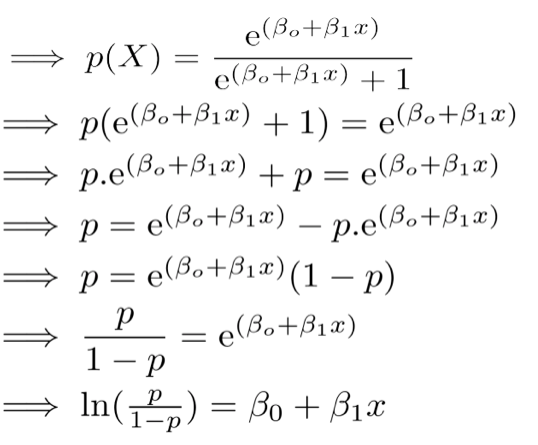 ⟹ p(X) = e^(β_o+β_1x) / (e^(β_o+β_1x) + 1)
⟹ p(e^(β_o+β_1x) + 1) = e^(β_o+β_1x)
⟹ p.e^(β_o+β_1x) + p = e^(β_o+β_1x)
⟹ p = e^(β_o+β_1x) − p.e^(β_o+β_1x)
⟹ p = e^(β_o+β_1x)(1 − p)
⟹ p / (1 − p) = e^(β_o+β_1x)
⟹ ln(p/(1−p)) = β_0 + β_1x